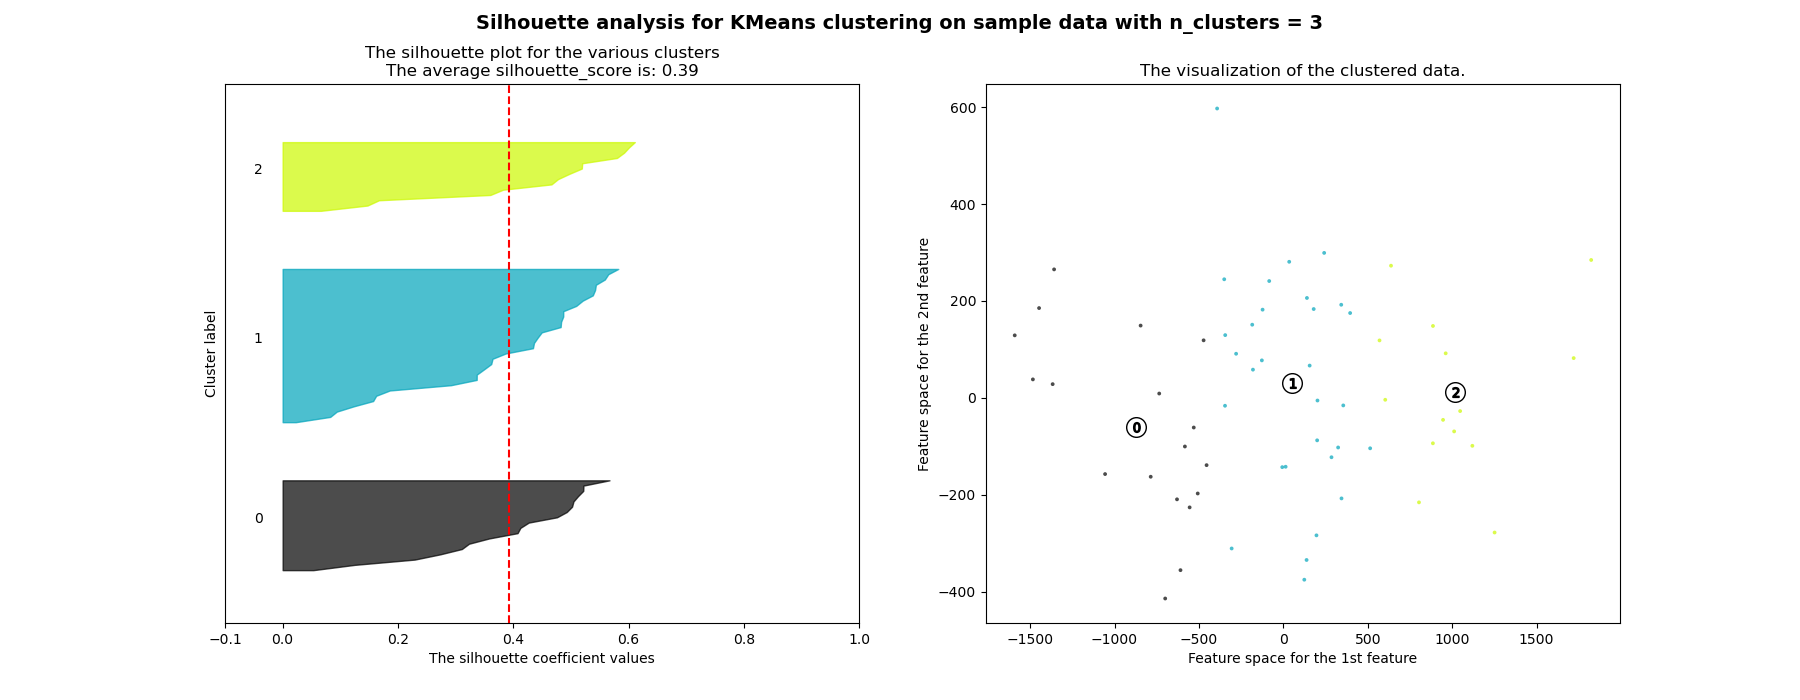 Silhouette analysis for KMeans clustering on sample data with n_clusters = 3
The silhouette plot for the various clusters
The average silhouette_score is: 0.39
2
1
0
Cluster label
−0.1 0.0 0.2 0.4 0.6 0.8 1.0
The silhouette coefficient values
The visualization of the clustered data.
600
400
200
0
−200
−400
Feature space for the 2nd feature
0
1
2
−1500 −1000 −500 0 500 1000 1500
Feature space for the 1st feature